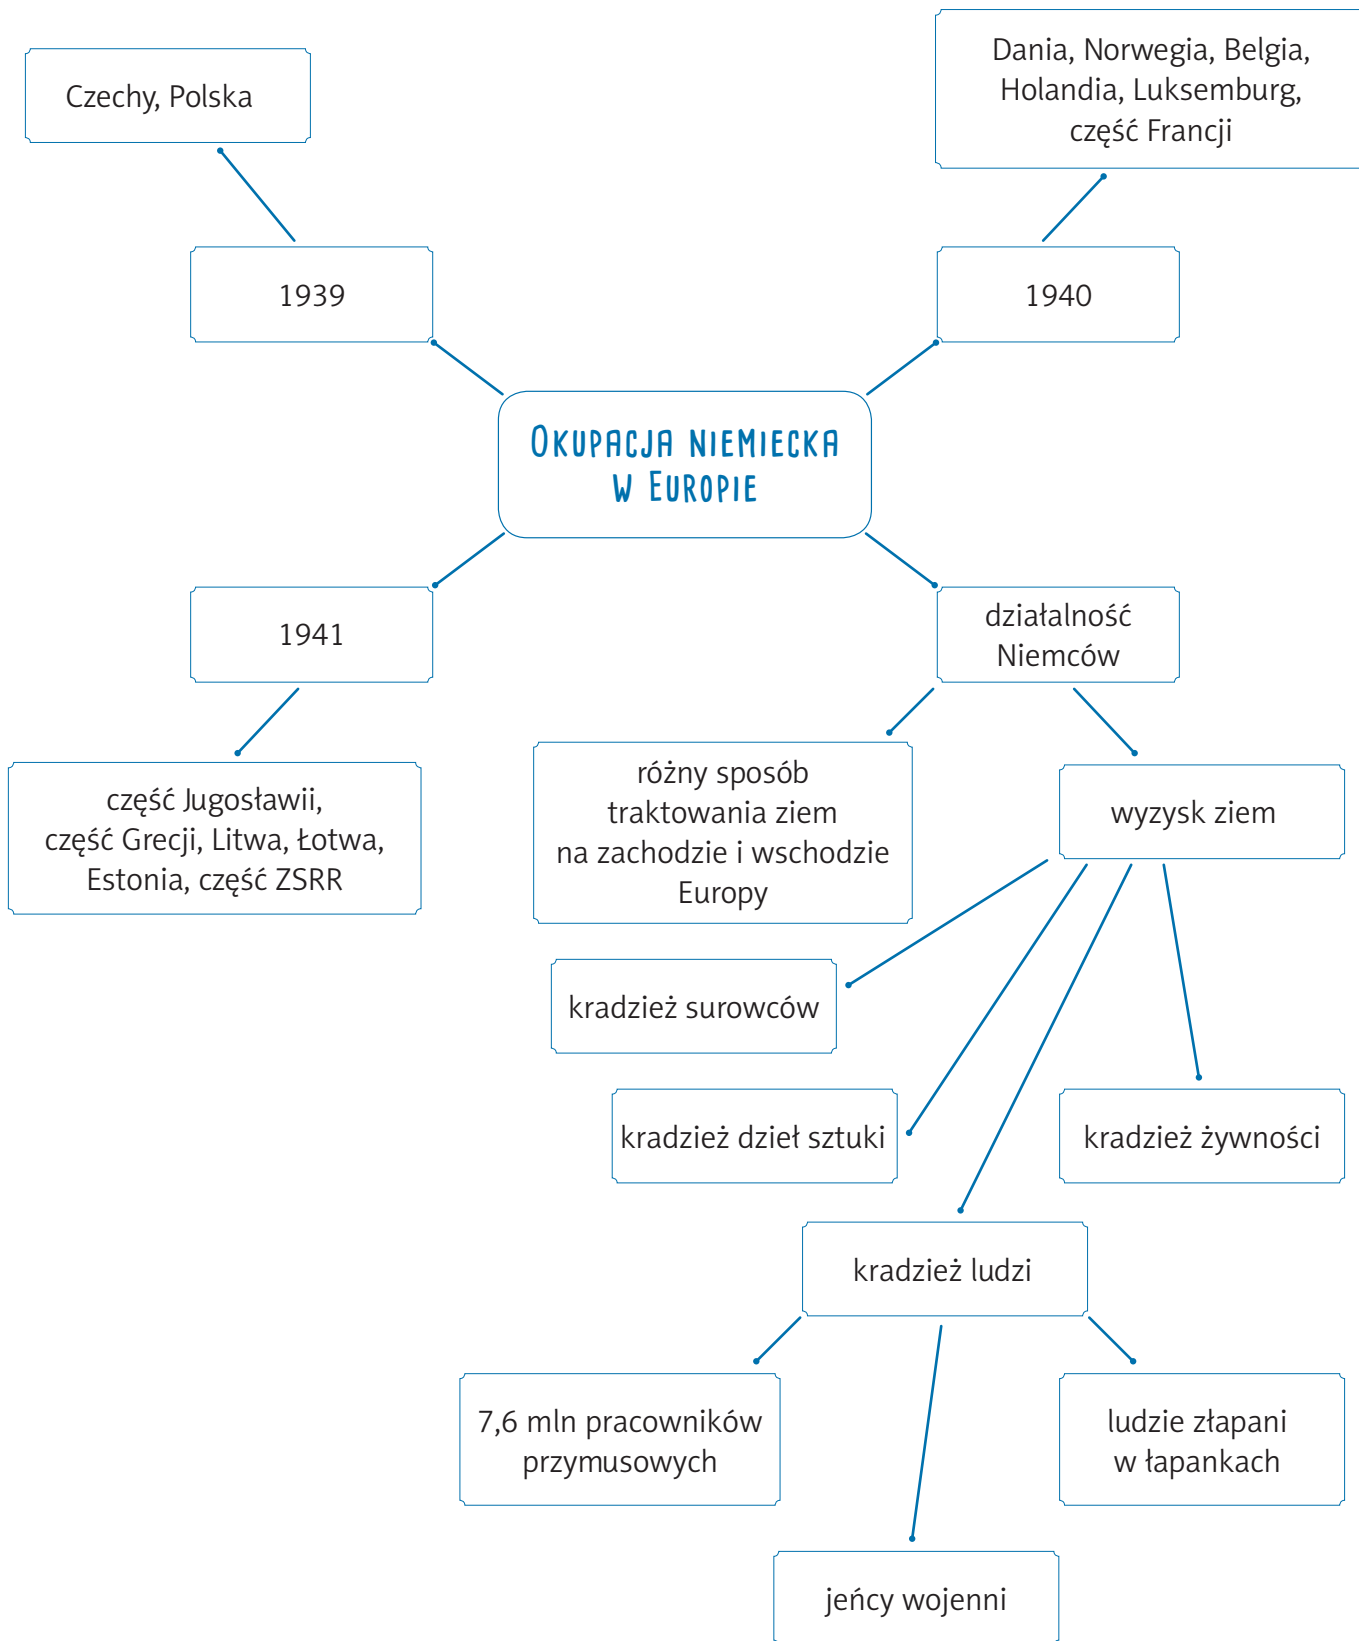 Czechy, Polska
Dania, Norwegia, Belgia,
Holandia, Luksemburg,
część Francji
1939
1940
Okupacja niemiecka
w Europie
1941
działalność
Niemców
część Jugosławii,
część Grecji, Litwa, Łotwa,
Estonia, część ZSRR
różny sposób
traktowania ziem
na zachodzie i wschodzie
Europy
wyzysk ziem
kradzież surowców
kradzież dzieł sztuki
kradzież żywności
kradzież ludzi
7,6 mln pracowników
przymusowych
ludzie złapani
w łapankach
jeńcy wojenni